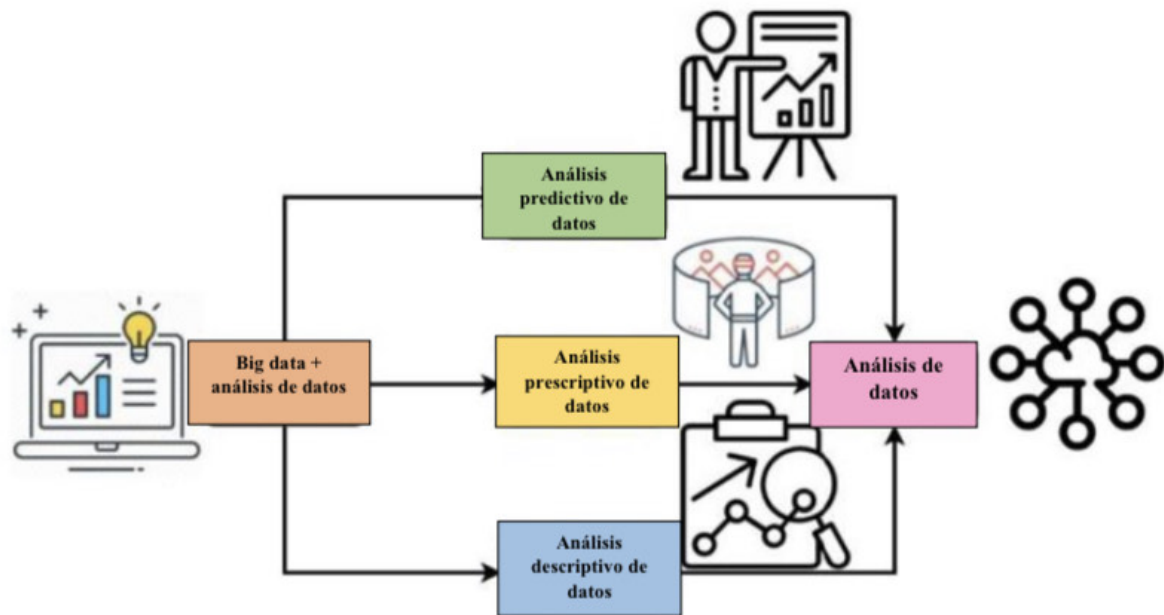 Análisis
predictivo de
datos
Big data +
análisis de datos
Análisis
prescriptivo de
datos
Análisis de
datos
Análisis
descriptivo de
datos